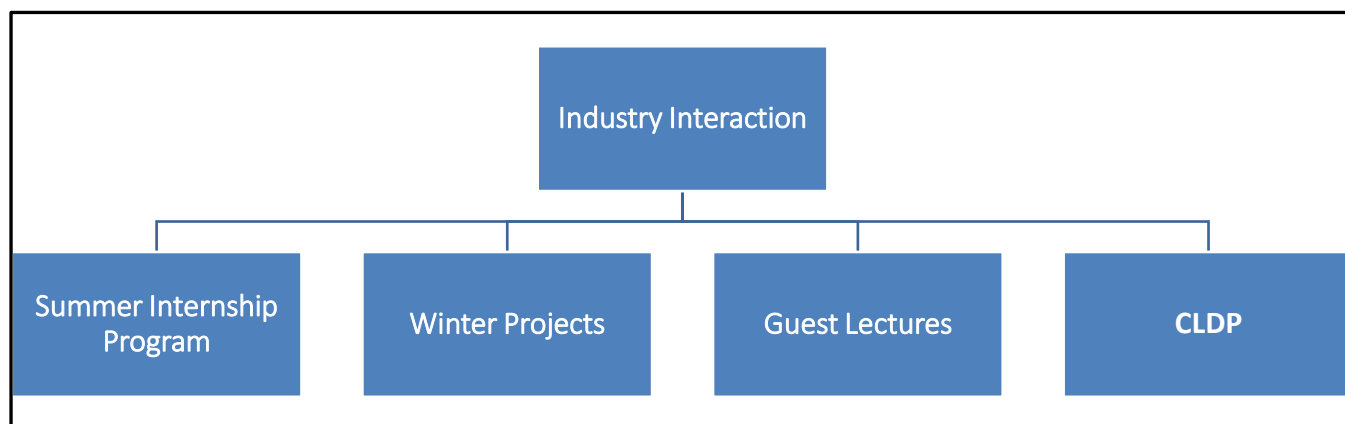 Industry Interaction
Summer Internship
Program
Winter Projects
Guest Lectures
CLDP